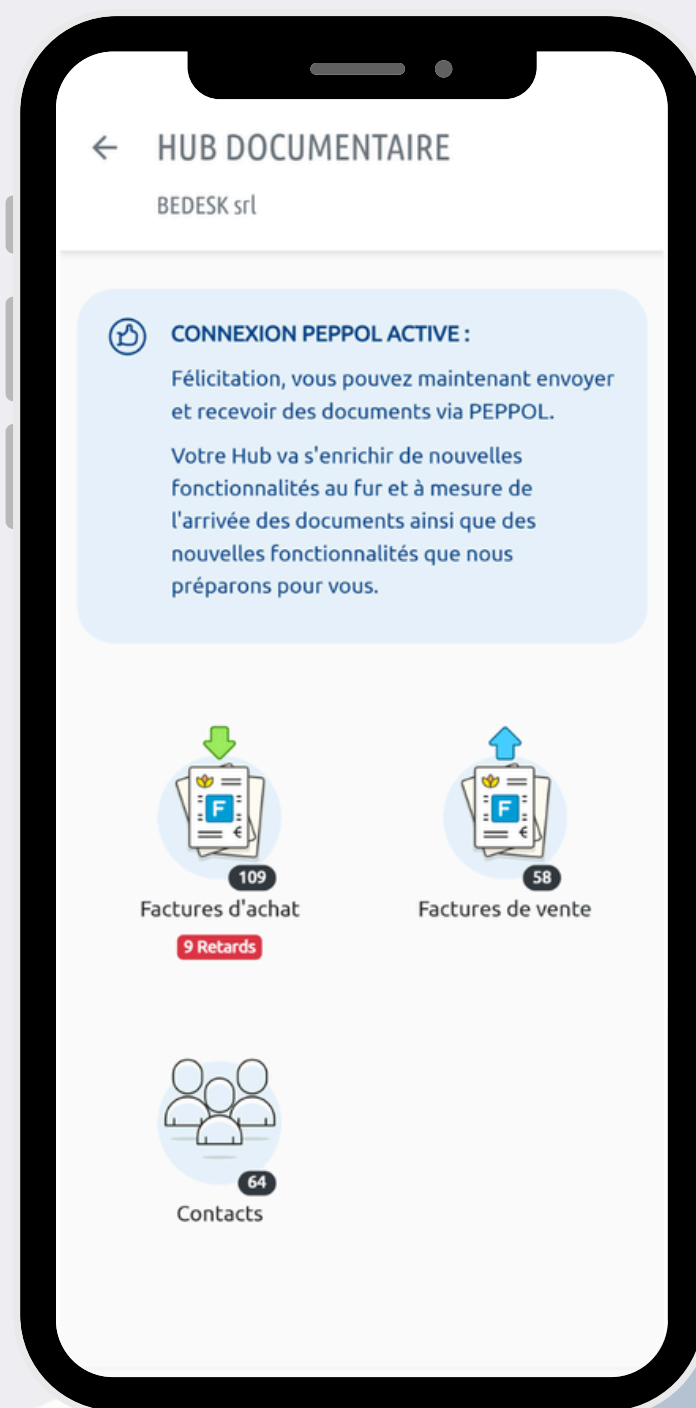 HUB DOCUMENTAIRE
BEDESK srl
CONNEXION PEPPOL ACTIVE :
Félicitation, vous pouvez maintenant envoyer
et recevoir des documents via PEPPOL.
Votre Hub va s'enrichir de nouvelles
fonctionnalités au fur et à mesure de
l'arrivée des documents ainsi que des
nouvelles fonctionnalités que nous
préparons pour vous.
F
€
109
Factures d'achat
9 Retards
F
€
58
Factures de vente
64
Contacts